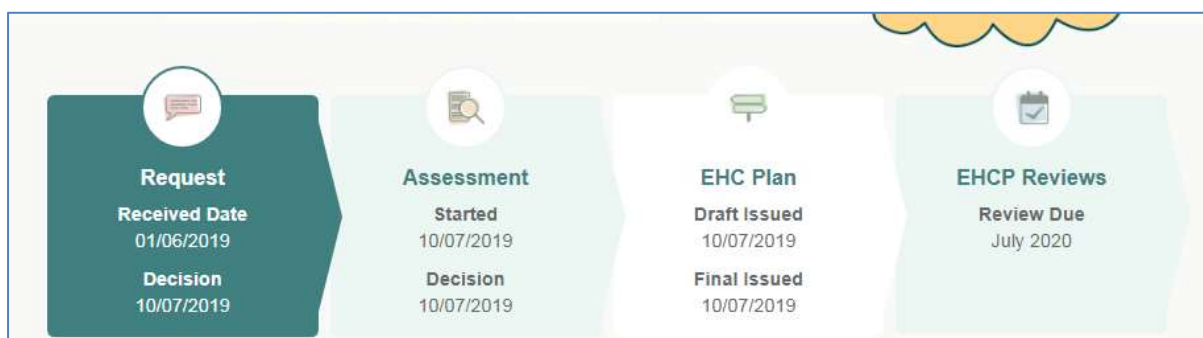 Request
Received Date
01/06/2019
Decision
10/07/2019
Assessment
Started
10/07/2019
Decision
10/07/2019
EHC Plan
Draft Issued
10/07/2019
Final Issued
10/07/2019
EHCP Reviews
Review Due
July 2020